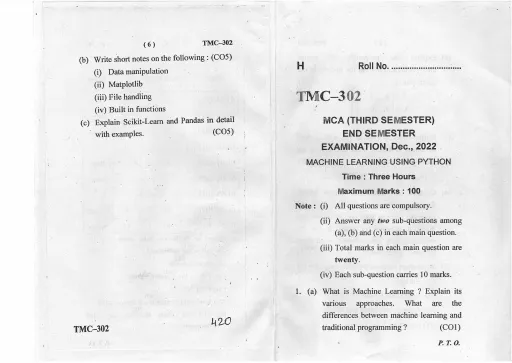 ( 6 )
TMC–302
(b) Write short notes on the following : (CO5)
(i) Data manipulation
(ii) Matplotlib
(iii) File handling
(iv) Built in functions
(c) Explain Scikit-Learn and Pandas in detail
with examples. (CO5)
TMC–302
420
H
Roll No. ..............................
TMC–302
MCA (THIRD SEMESTER)
END SEMESTER
EXAMINATION, Dec., 2022
MACHINE LEARNING USING PYTHON
Time : Three Hours
Maximum Marks : 100
Note : (i) All questions are compulsory.
(ii) Answer any two sub-questions among
(a), (b) and (c) in each main question.
(iii) Total marks in each main question are
twenty.
(iv) Each sub-question carries 10 marks.
1. (a) What is Machine Learning ? Explain its
various approaches. What are the
differences between machine learning and
traditional programming ? (CO1)
P. T. O.